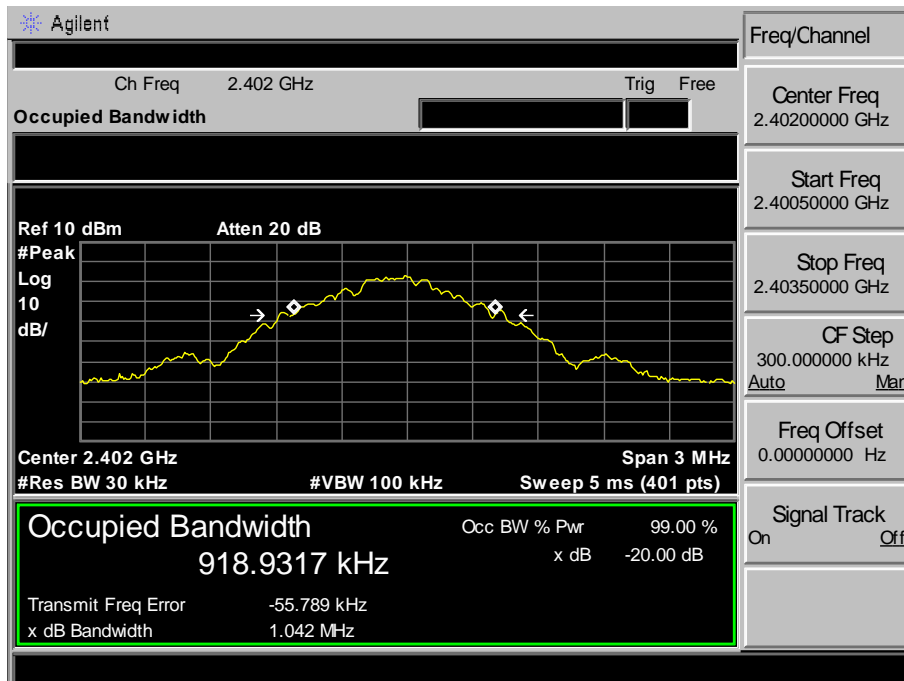 Agilent
Freq/Channel
Ch Freq 2.402 GHz Trig Free
Occupied Bandwidth
Center Freq
2.40200000 GHz
Start Freq
2.40050000 GHz
Ref 10 dBm Atten 20 dB
#Peak
Log
10
dB/
Stop Freq
2.40350000 GHz
CF Step
300.000000 kHz
Auto Man
Center 2.402 GHz Span 3 MHz
#Res BW 30 kHz #VBW 100 kHz Sweep 5 ms (401 pts)
Freq Offset
0.00000000 Hz
Occupied Bandwidth Occ BW % Pwr 99.00 %
918.9317 kHz x dB -20.00 dB
Signal Track
On Off
Transmit Freq Error -55.789 kHz
x dB Bandwidth 1.042 MHz